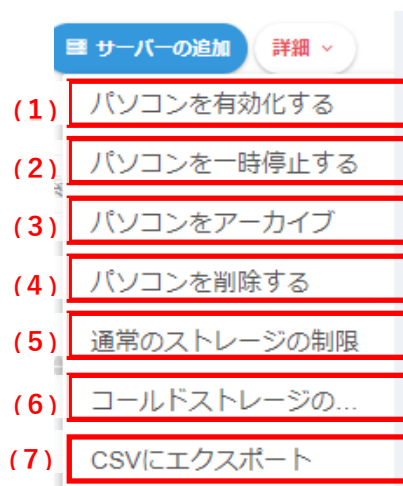 サーバーの追加 詳細
(1) パソコンを有効化する
(2) パソコンを一時停止する
(3) パソコンをアーカイブ
(4) パソコンを削除する
(5) 通常のストレージの制限
(6) コールドストレージの...
(7) CSVにエクスポート